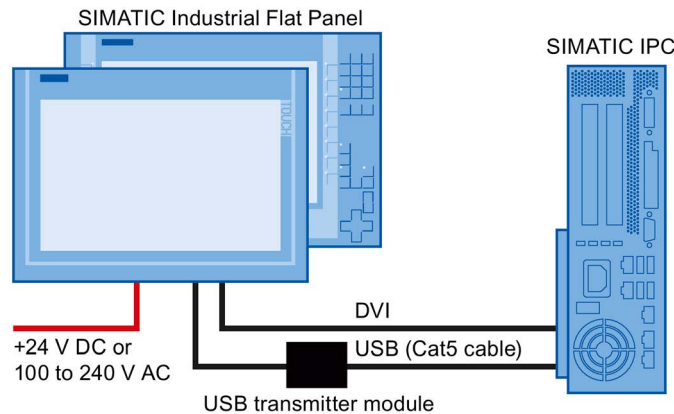 SIMATIC Industrial Flat Panel
SIMATIC IPC
TOUCH
DVI
+24 V DC or
100 to 240 V AC
USB (Cat5 cable)
USB transmitter module